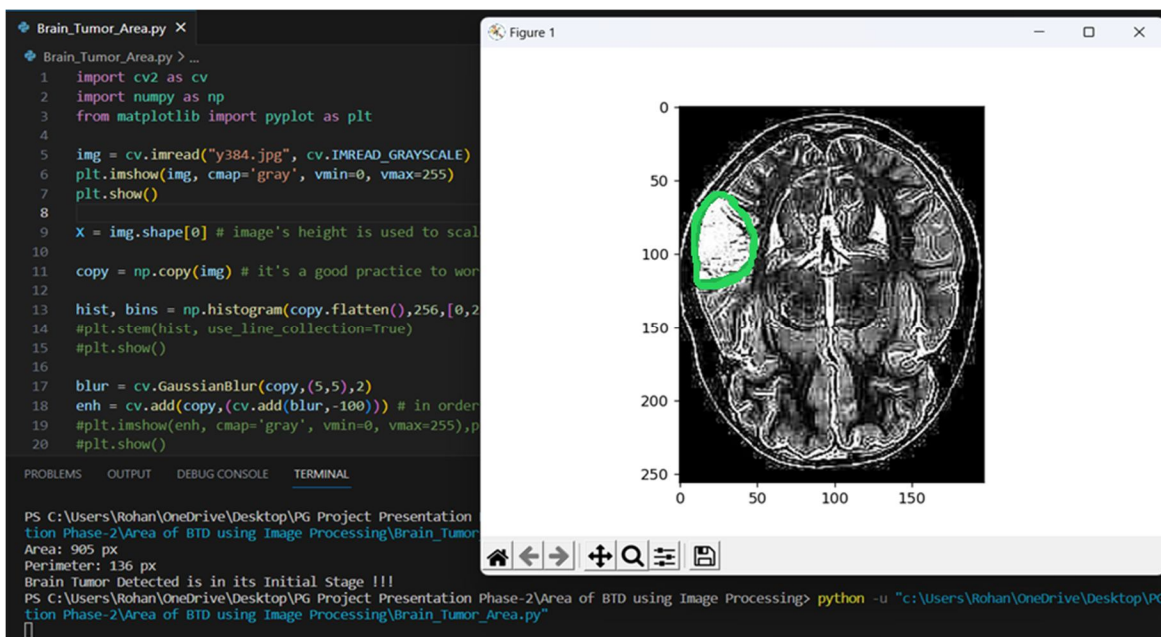 Brain_Tumor_Area.py
Brain_Tumor_Area.py > ...
1 import cv2 as cv
2 import numpy as np
3 from matplotlib import pyplot as plt
4
5 img = cv.imread("y384.jpg", cv.IMREAD_GRAYSCALE)
6 plt.imshow(img, cmap='gray', vmin=0, vmax=255)
7 plt.show()
8
9 X = img.shape[0] # image's height is used to scal
10
11 copy = np.copy(img) # it's a good practice to wor
12
13 hist, bins = np.histogram(copy.flatten(),256,[0,2
14 #plt.stem(hist, use_line_collection=True)
15 #plt.show()
16
17 blur = cv.GaussianBlur(copy,(5,5),2)
18 enh = cv.add(copy,(cv.add(blur,-100))) # in order
19 #plt.imshow(enh, cmap='gray', vmin=0, vmax=255),p
20 #plt.show()
PROBLEMS OUTPUT DEBUG CONSOLE TERMINAL
PS C:\Users\Rohan\OneDrive\Desktop\PG Project Presentation
tion Phase-2\Area of BTD using Image Processing\Brain_Tumor
Area: 905 px
Perimeter: 136 px
Brain Tumor Detected is in its Initial Stage !!!
PS C:\Users\Rohan\OneDrive\Desktop\PG Project Presentation Phase-2\Area of BTD using Image Processing> python -u "c:\Users\Rohan\OneDrive\Desktop\PG
tion Phase-2\Area of BTD using Image Processing\Brain_Tumor_Area.py"
Figure 1
0
50
100
150
200
250
0 50 100 150